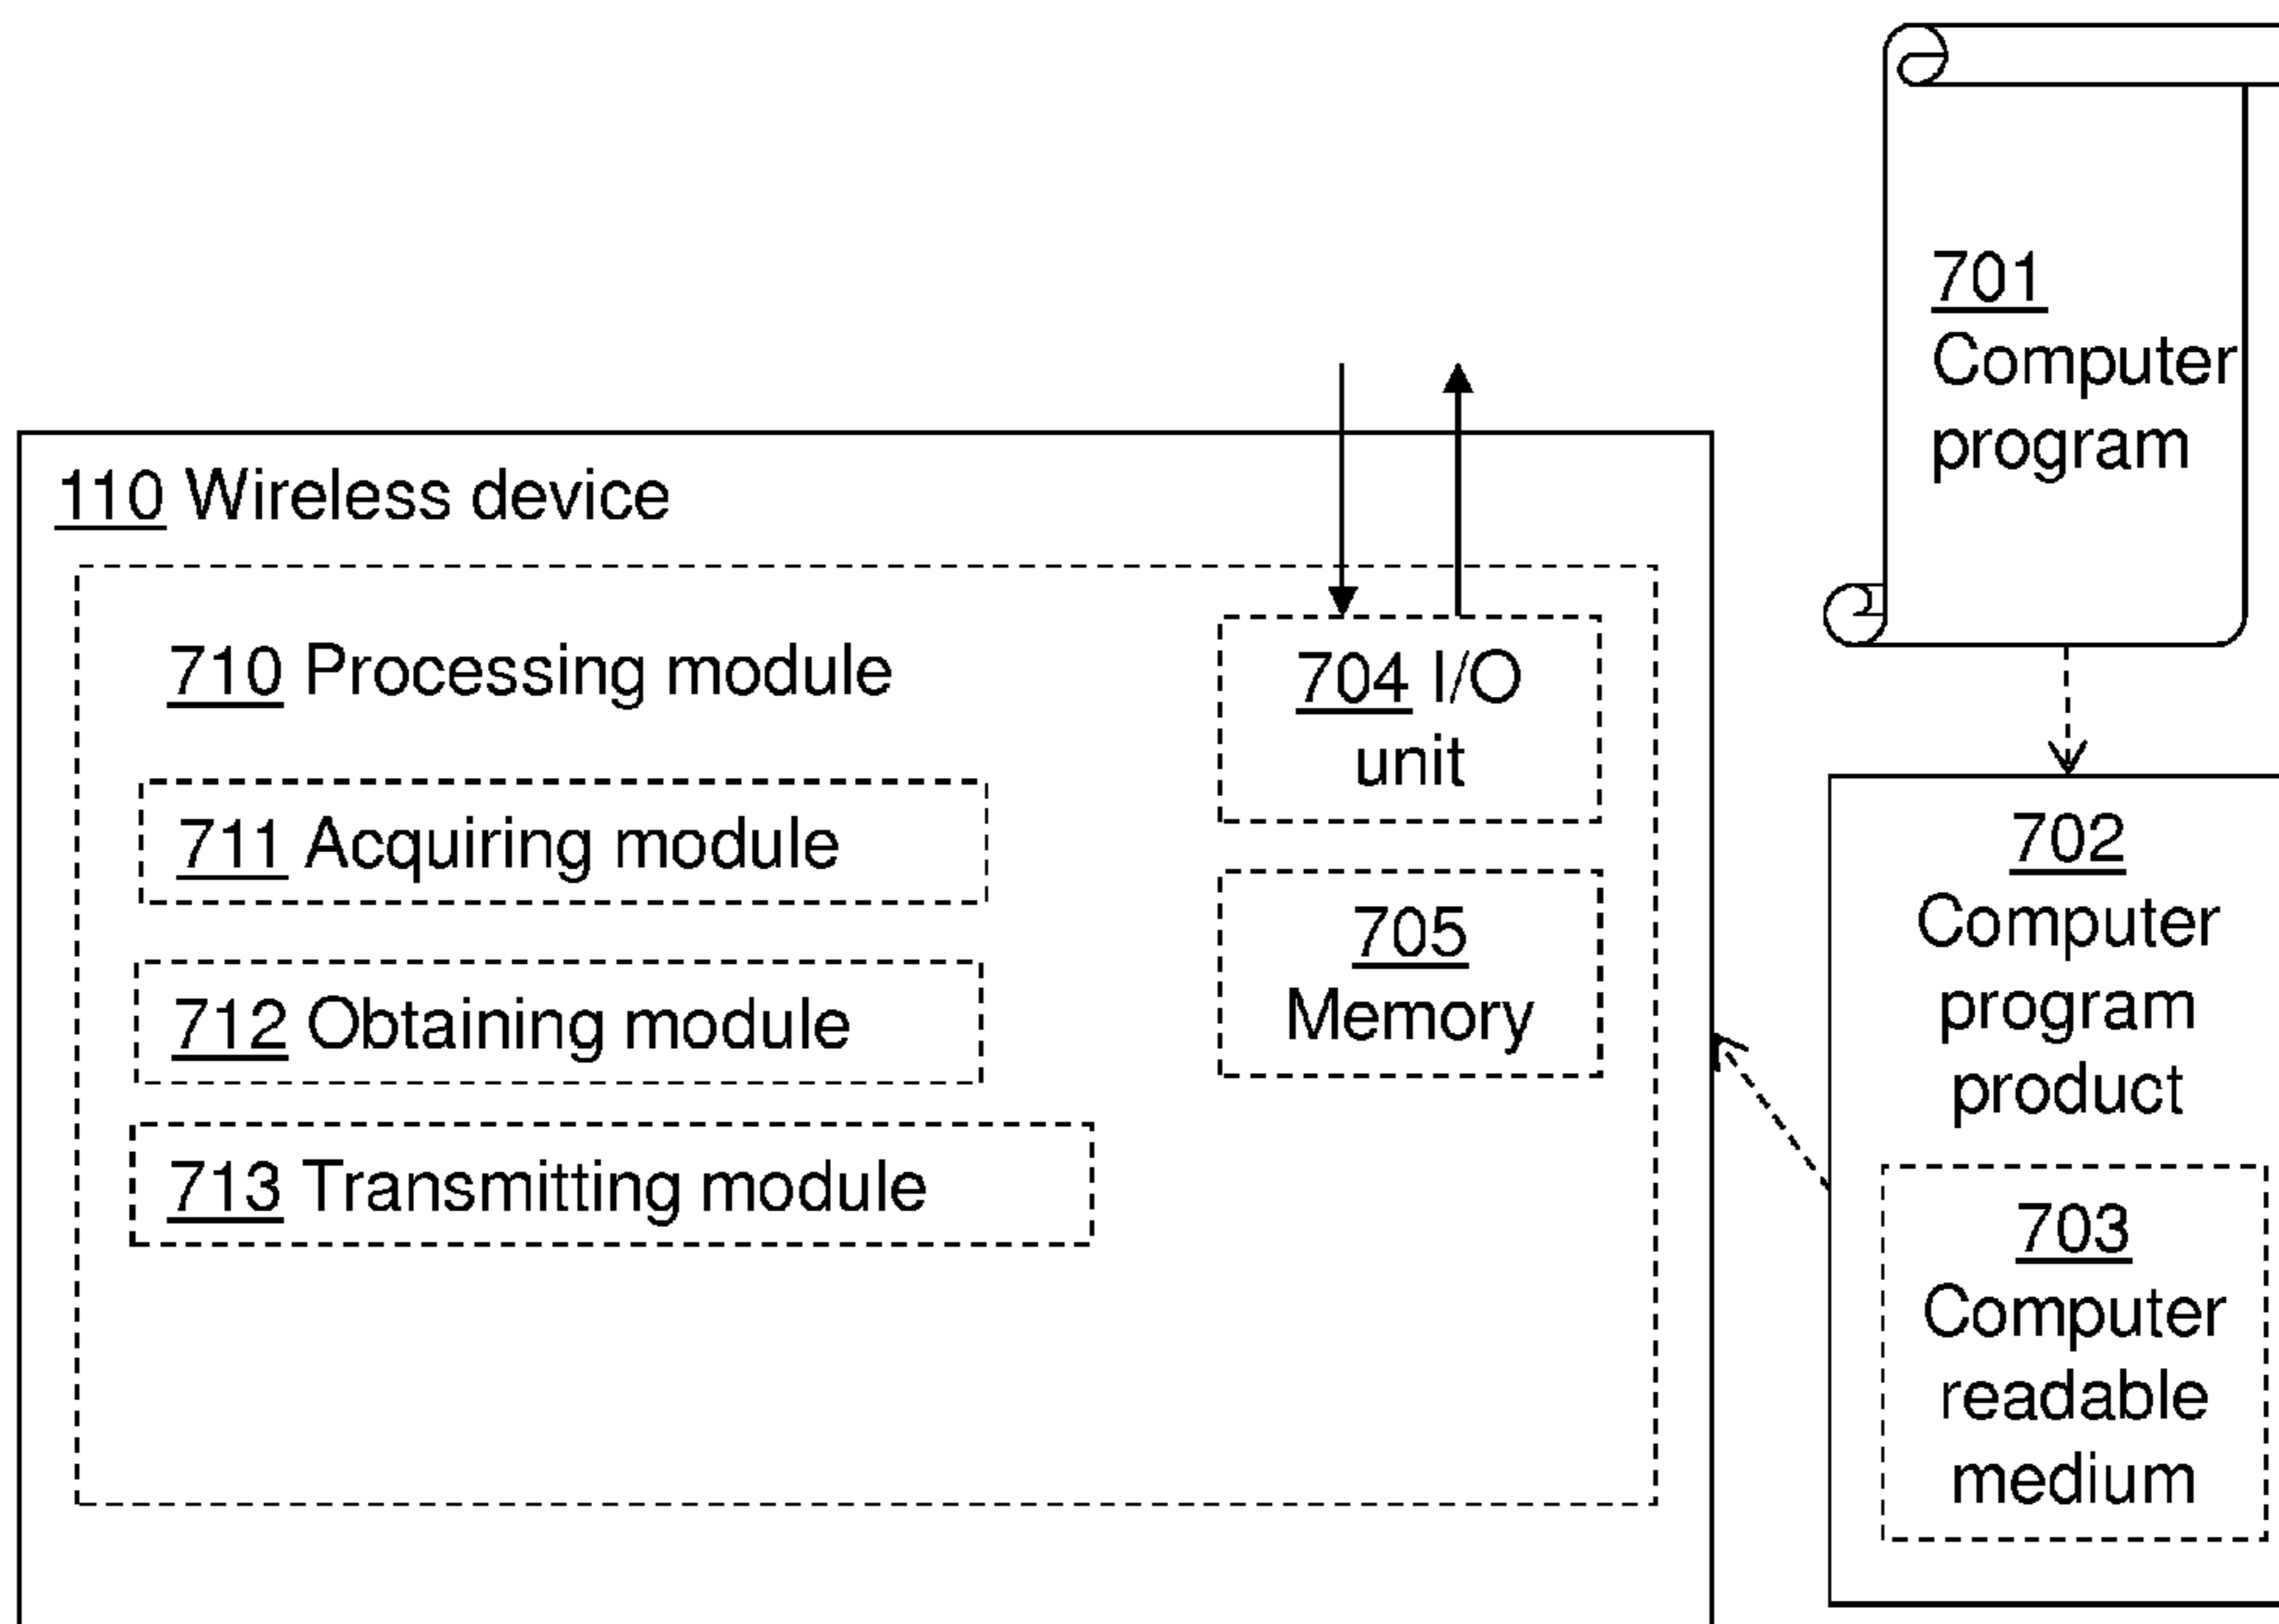 701
Computer
program
110 Wireless device
710 Processing module
704 I/O
unit
711 Acquiring module
705
Memory
712 Obtaining module
713 Transmitting module
702
Computer
program
product
703
Computer
readable
medium